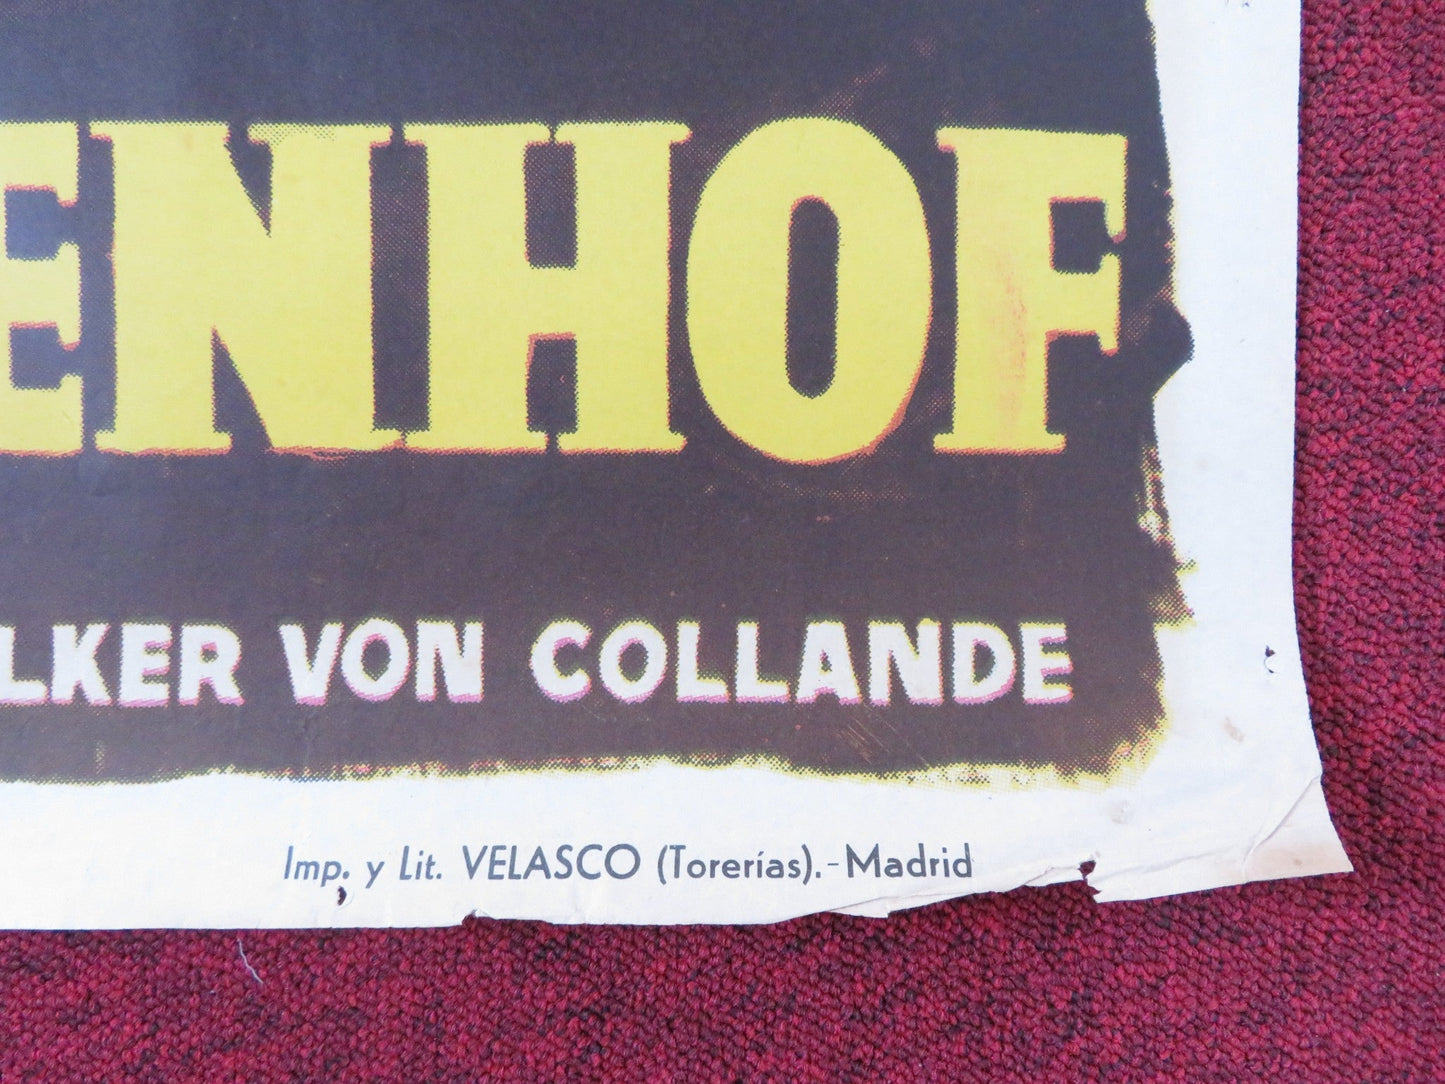 ENHOF
LKER VON COLLANDE
Imp. y Lit. VELASCO (Torerías).-Madrid